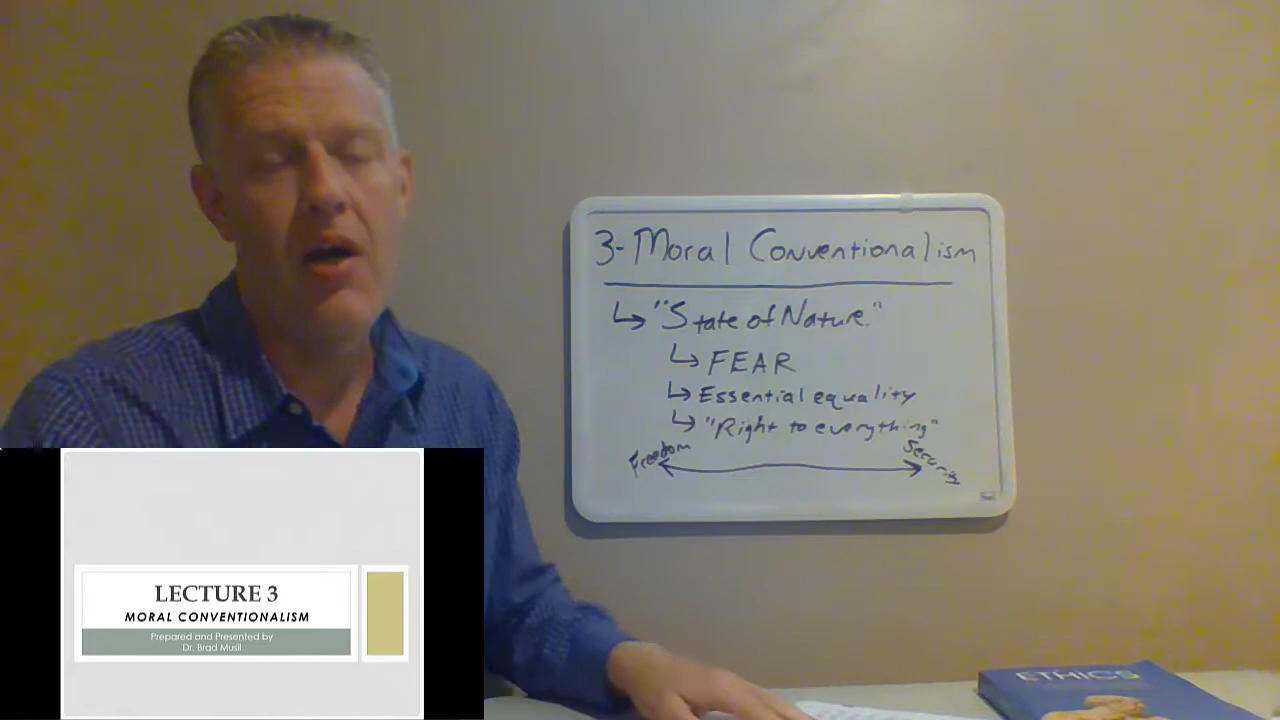 3- Moral Conventionalism
↳ "State of Nature."
↳ FEAR
↳ Essential equality
↳ "Right to everything"
Freedom
Security
LECTURE 3
MORAL CONVENTIONALISM
Prepared and Presented by
Dr. Brad Musil
ETHICS